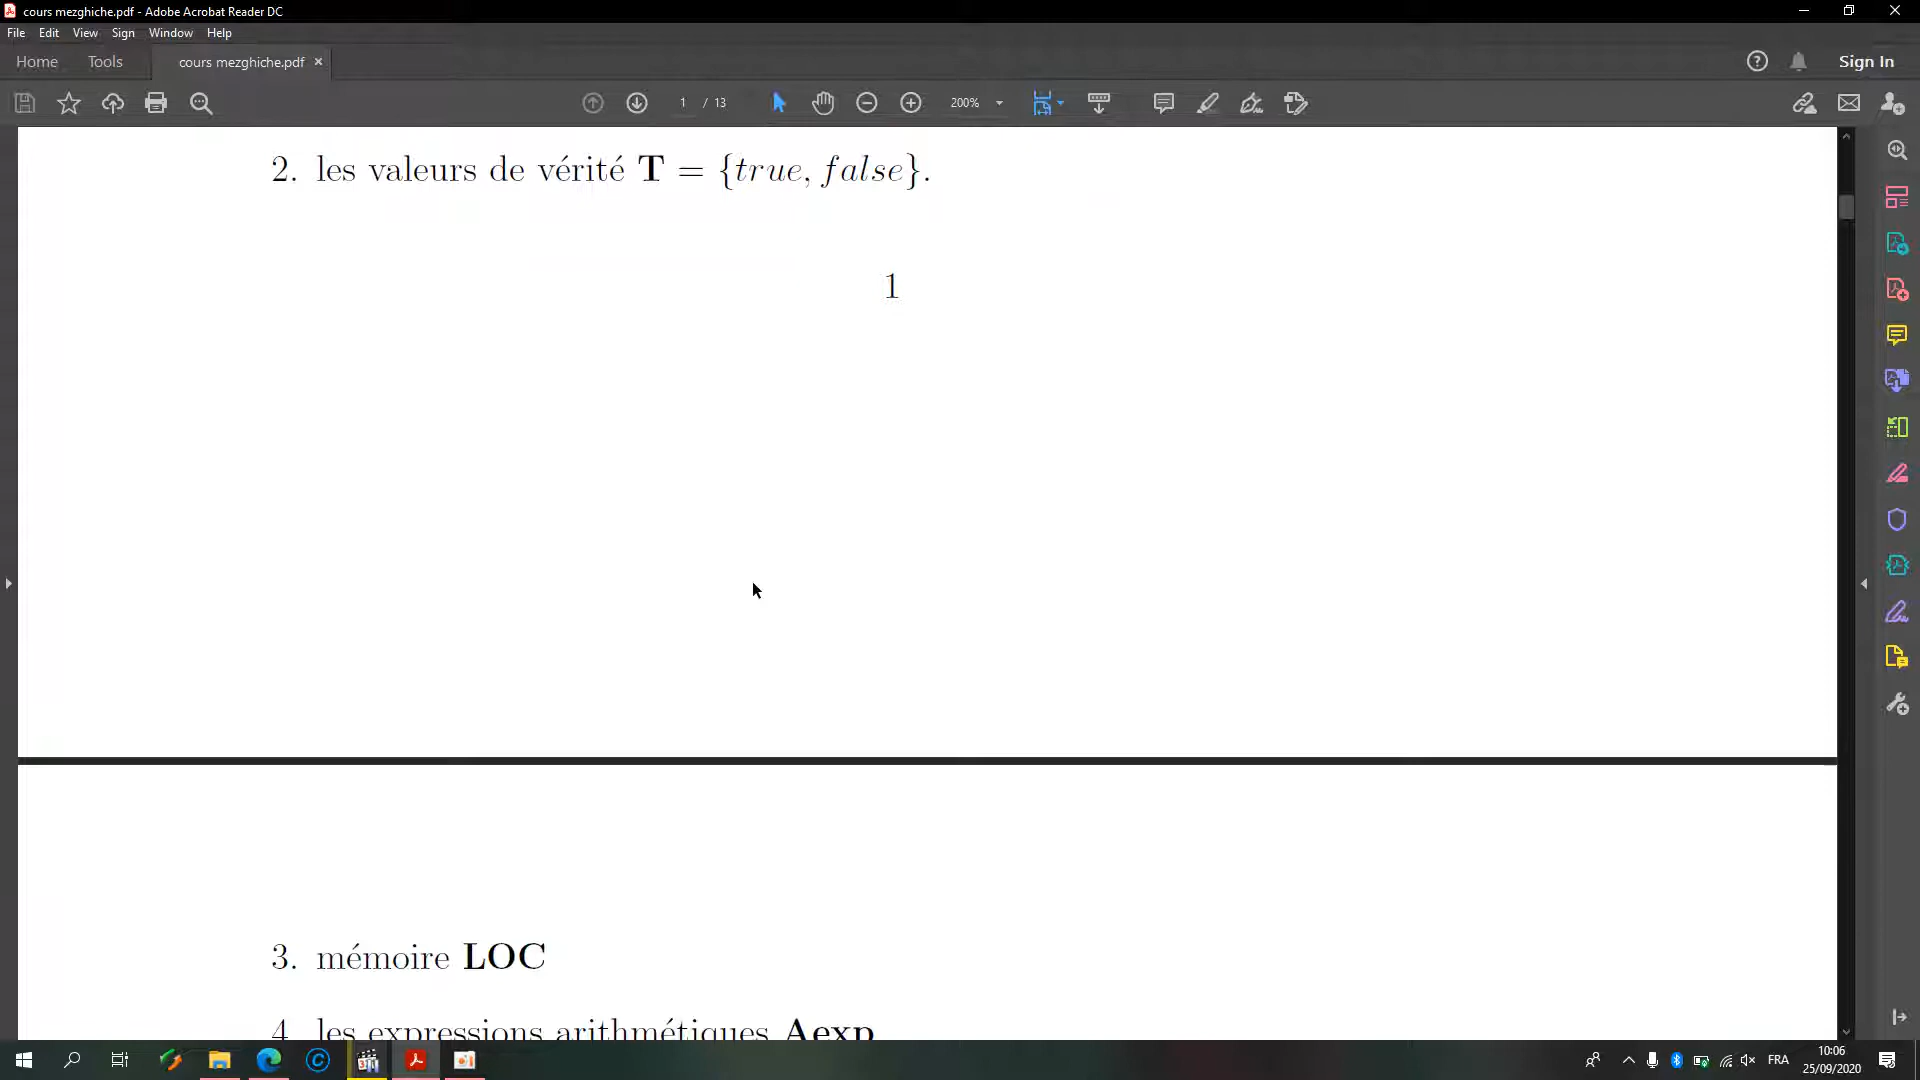 cours mezghiche.pdf - Adobe Acrobat Reader DC
File Edit View Sign Window Help
Home Tools cours mezghiche.pdf × Sign In
1 / 13 200%
2. les valeurs de vérité T = {true, false}.
1
3. mémoire LOC
4. les expressions arithmétiques Aexp
FRA
10:06
25/09/2020